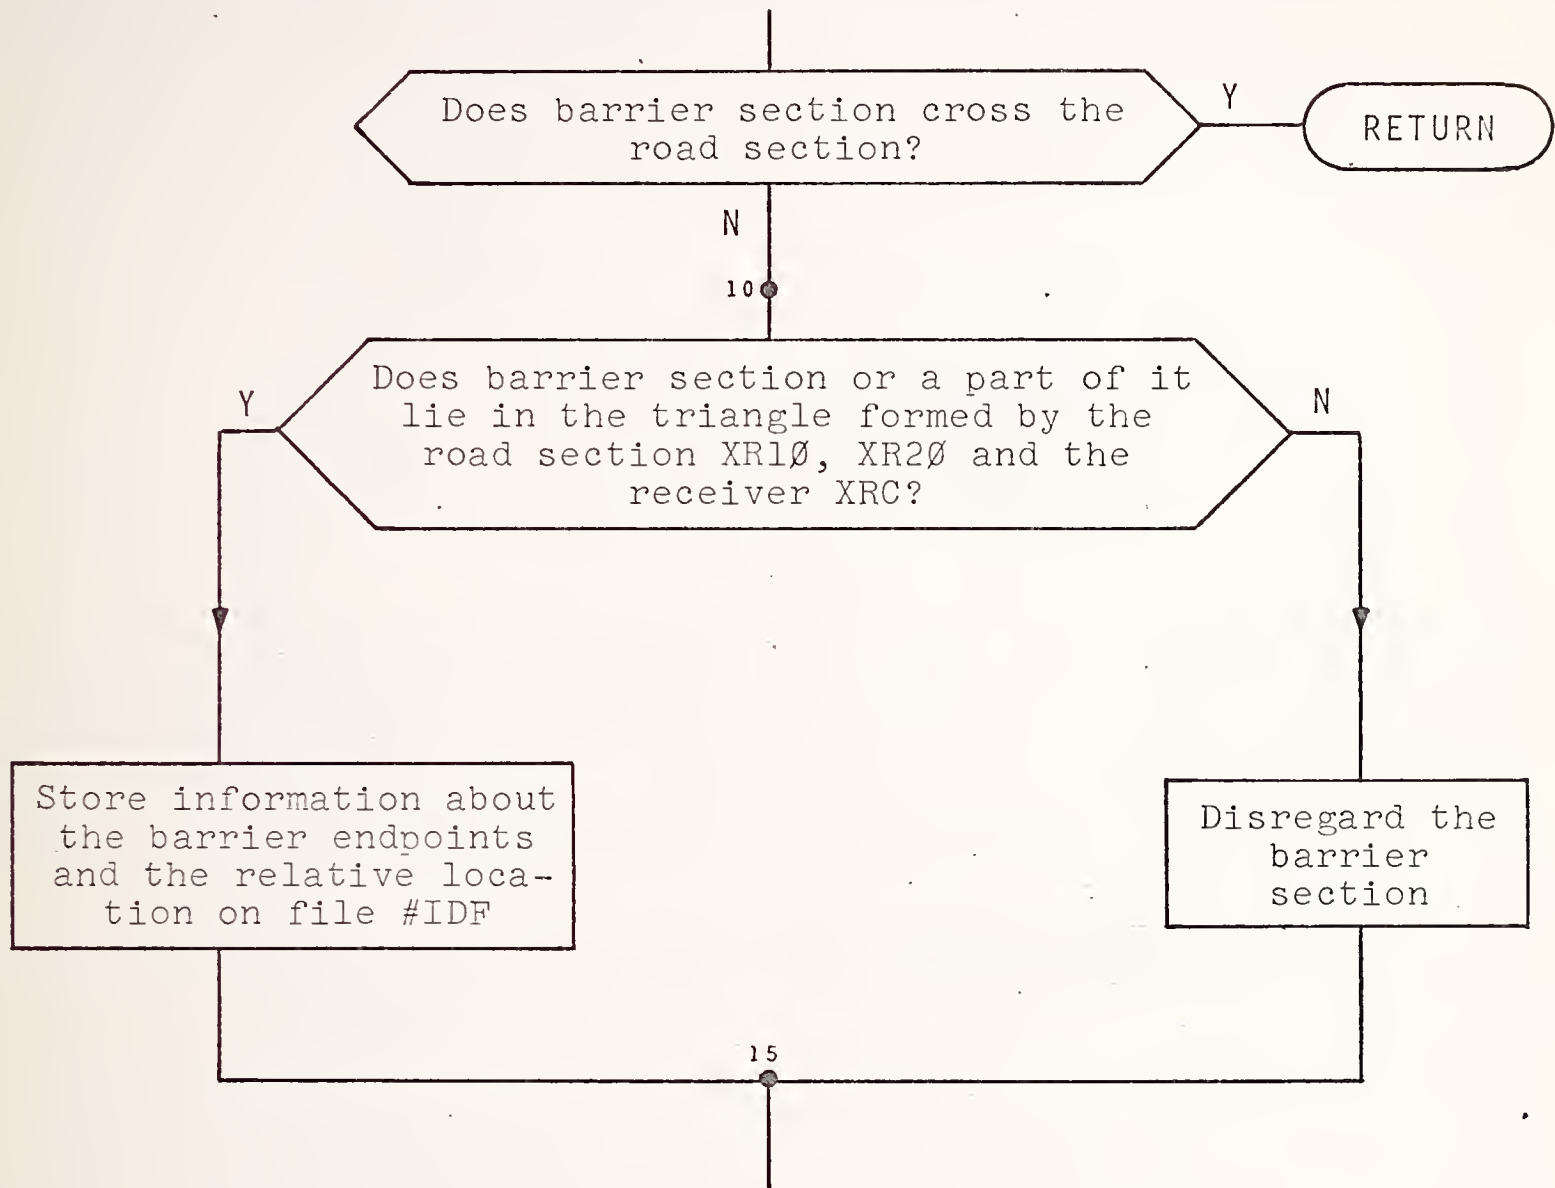 Does barrier section cross the
road section?
Y
RETURN
N
10
Does barrier section or a part of it
lie in the triangle formed by the
road section XR1Ø, XR2Ø and the
receiver XRC?
Y
N
Store information about
the barrier endpoints
and the relative loca-
tion on file #IDF
Disregard the
barrier
section
15